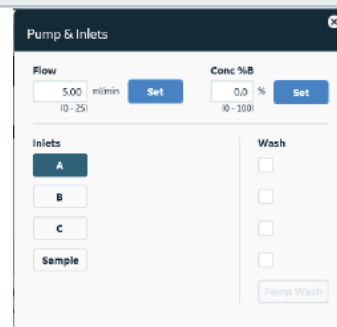 Pump & Inlets
Flow
Conc %B
5.00 ml/min Set
0.0 % Set
(0 - 25)
(0 - 100)
Inlets
Wash
A
B
C
Sample
Pump Wash